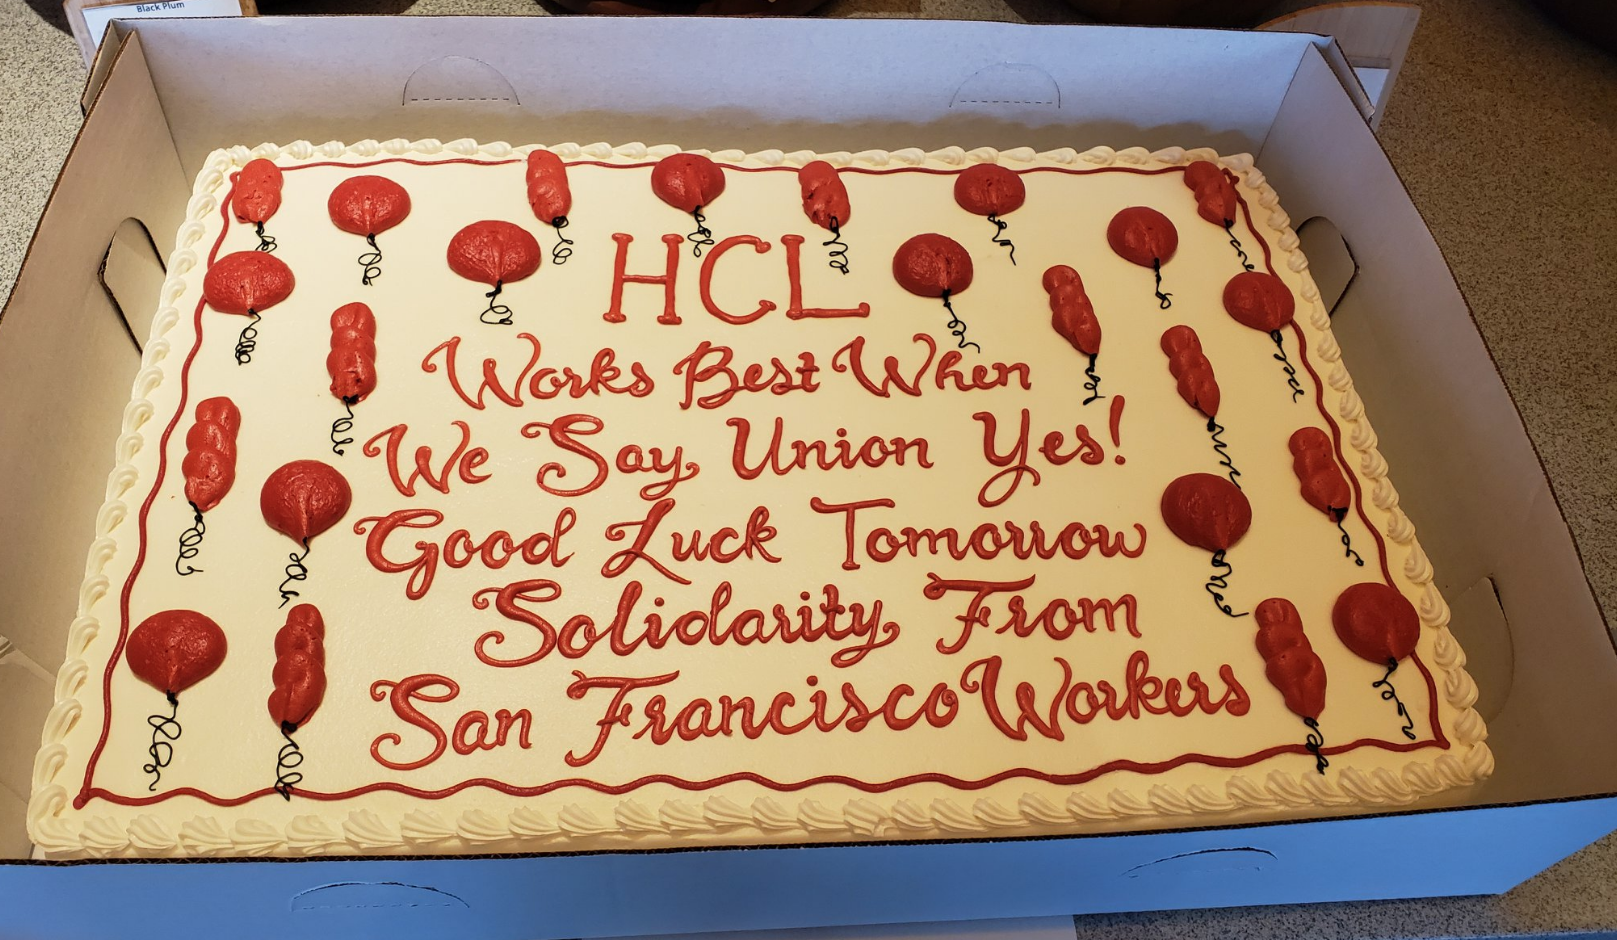 Black Plum
HCL
Works Best When
We Say Union Yes!
Good Luck Tomorrow
Solidarity From
San Francisco Workers